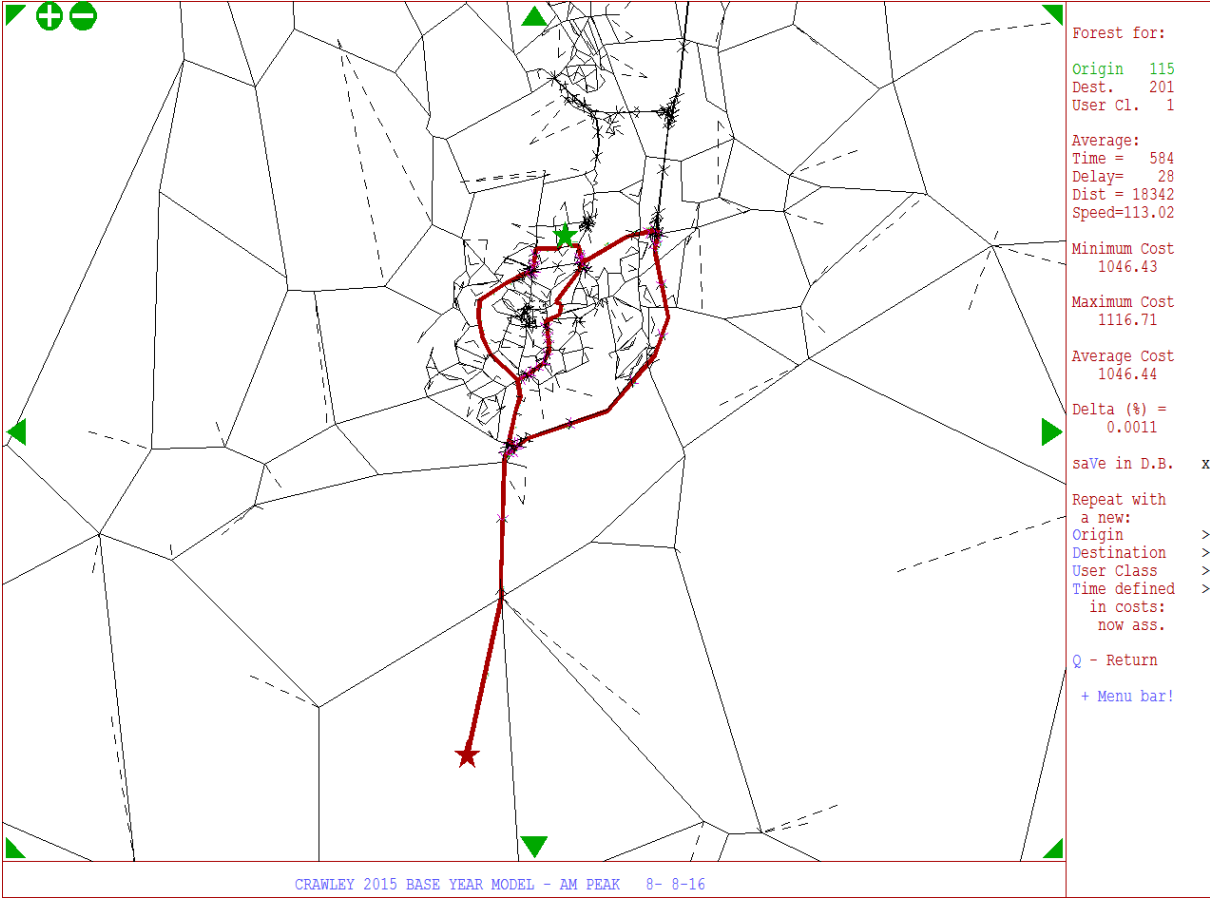 Forest for:
Origin 115
Dest. 201
User Cl. 1
Average:
Time = 584
Delay= 28
Dist = 18342
Speed=113.02
Minimum Cost
1046.43
Maximum Cost
1116.71
Average Cost
1046.44
Delta (%) =
0.0011
saVe in D.B. x
Repeat with
a new:
Origin >
Destination >
User Class >
Time defined >
in costs:
now ass.
Q - Return
+ Menu bar!
CRAWLEY 2015 BASE YEAR MODEL - AM PEAK 8- 8-16